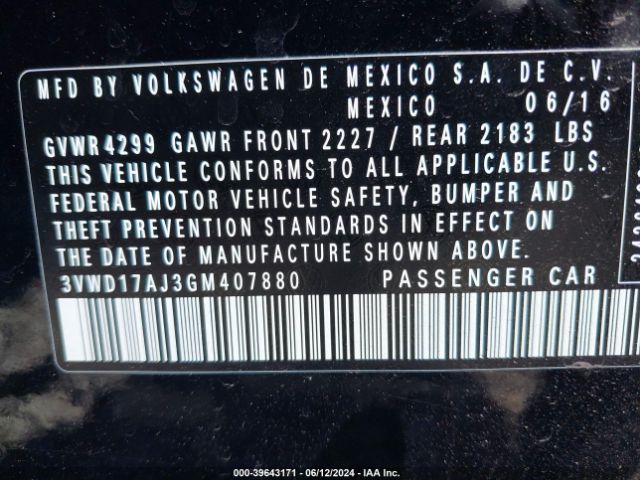 MFD BY VOLKSWAGEN DE MEXICO S.A. DE C.V.
MEXICO 06/16
GVWR 4299 GAWR FRONT 2227 / REAR 2183 LBS
THIS VEHICLE CONFORMS TO ALL APPLICABLE U.S.
FEDERAL MOTOR VEHICLE SAFETY, BUMPER AND
THEFT PREVENTION STANDARDS IN EFFECT ON
THE DATE OF MANUFACTURE SHOWN ABOVE.
3VWD17AJ3GM407880 PASSENGER CAR
000-39643171 - 06/12/2024 - IAA Inc.